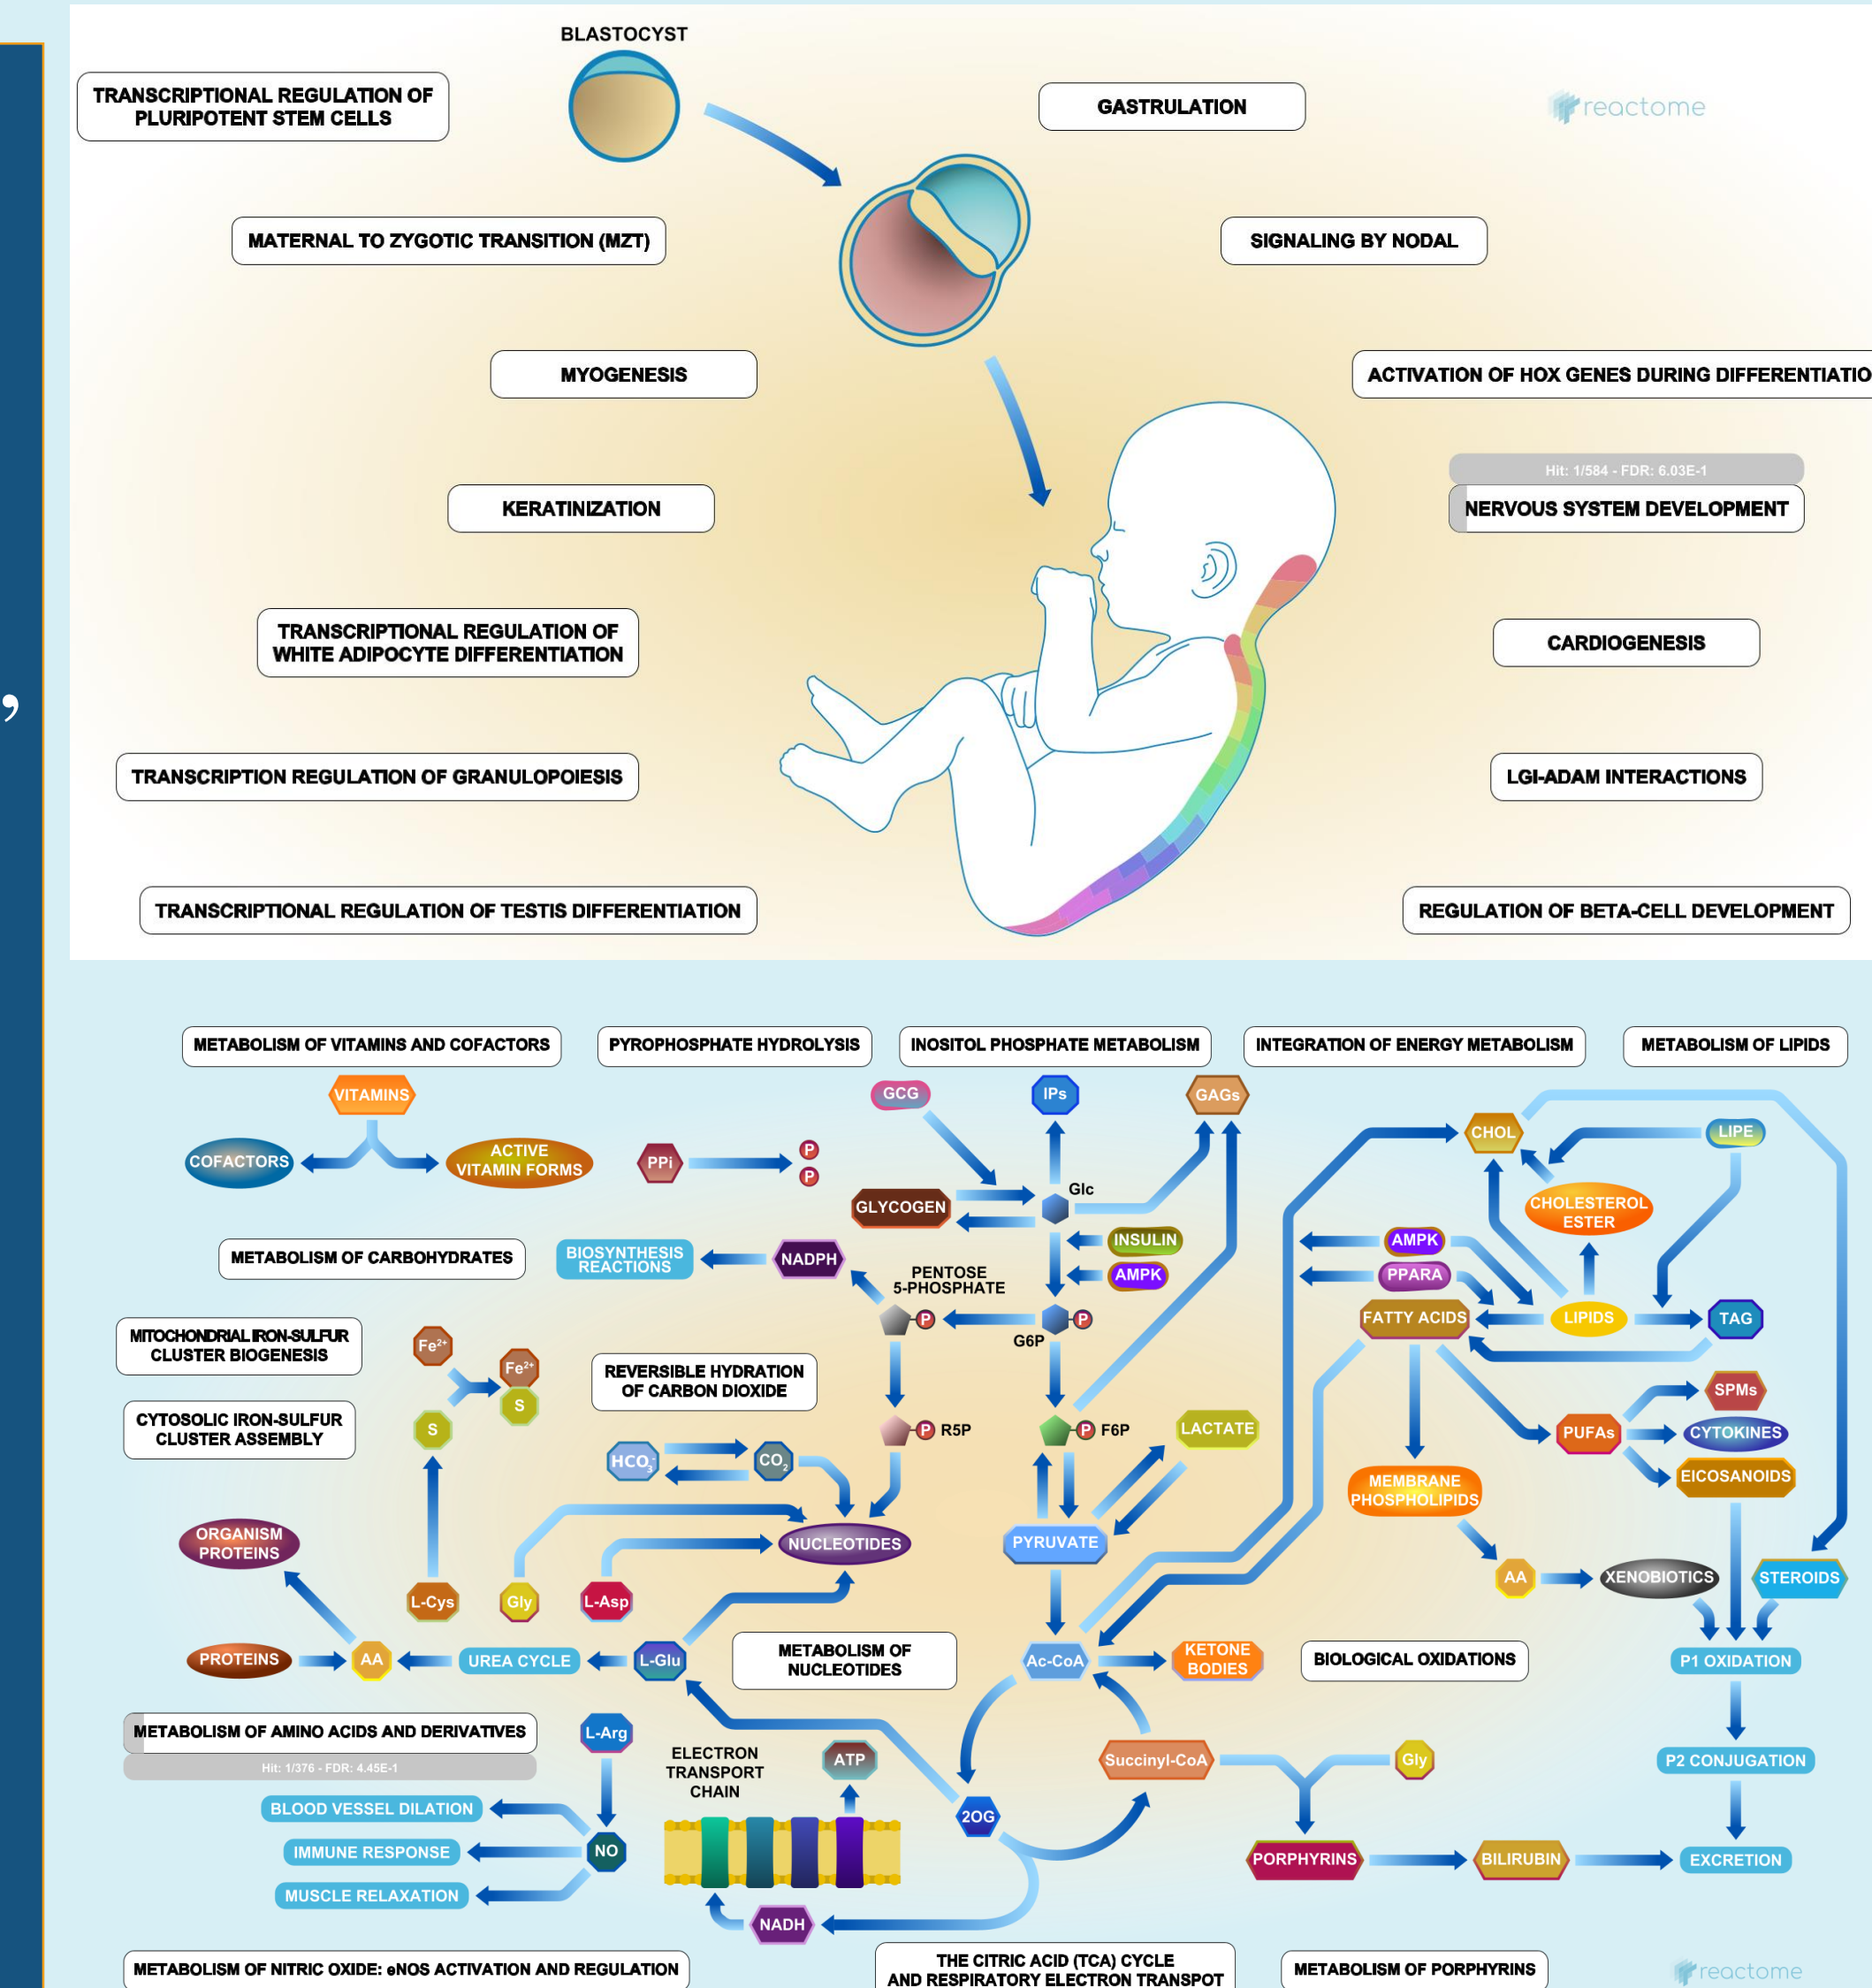 ,
BLASTOCYST
TRANSCRIPTIONAL REGULATION OF
PLURIPOTENT STEM CELLS
GASTRULATION
reactome
MATERNAL TO ZYGOTIC TRANSITION (MZT)
SIGNALING BY NODAL
MYOGENESIS
ACTIVATION OF HOX GENES DURING DIFFERENTIATIO
Hit: 1/584 - FDR: 6.03E-1
KERATINIZATION
NERVOUS SYSTEM DEVELOPMENT
TRANSCRIPTIONAL REGULATION OF
WHITE ADIPOCYTE DIFFERENTIATION
CARDIOGENESIS
TRANSCRIPTION REGULATION OF GRANULOPOIESIS
LGI-ADAM INTERACTIONS
TRANSCRIPTIONAL REGULATION OF TESTIS DIFFERENTIATION
REGULATION OF BETA-CELL DEVELOPMENT
METABOLISM OF VITAMINS AND COFACTORS
PYROPHOSPHATE HYDROLYSIS
INOSITOL PHOSPHATE METABOLISM
INTEGRATION OF ENERGY METABOLISM
METABOLISM OF LIPIDS
VITAMINS
GCG
IPs
GAGs
CHOL
LIPE
COFACTORS
ACTIVE
VITAMIN FORMS
PPi
P
P
GLYCOGEN
Glc
CHOLESTEROL
ESTER
METABOLISM OF CARBOHYDRATES
BIOSYNTHESIS
REACTIONS
NADPH
INSULIN
AMPK
AMPK
PPARA
PENTOSE
5-PHOSPHATE
P
P
G6P
FATTY ACIDS
LIPIDS
TAG
MITOCHONDRIAL IRON-SULFUR
CLUSTER BIOGENESIS
Fe2+
Fe2+
S
REVERSIBLE HYDRATION
OF CARBON DIOXIDE
SPMs
CYTOSOLIC IRON-SULFUR
CLUSTER ASSEMBLY
S
P R5P
P F6P
LACTATE
PUFAs
CYTOKINES
HCO3-
CO2
EICOSANOIDS
MEMBRANE
PHOSPHOLIPIDS
ORGANISM
PROTEINS
NUCLEOTIDES
PYRUVATE
L-Cys
Gly
L-Asp
AA
XENOBIOTICS
STEROIDS
PROTEINS
AA
UREA CYCLE
L-Glu
METABOLISM OF
NUCLEOTIDES
Ac-CoA
KETONE
BODIES
BIOLOGICAL OXIDATIONS
P1 OXIDATION
METABOLISM OF AMINO ACIDS AND DERIVATIVES
Hit: 1/376 - FDR: 4.45E-1
L-Arg
ELECTRON
TRANSPORT
CHAIN
ATP
Succinyl-CoA
Gly
P2 CONJUGATION
BLOOD VESSEL DILATION
2OG
IMMUNE RESPONSE
NO
PORPHYRINS
BILIRUBIN
EXCRETION
MUSCLE RELAXATION
NADH
METABOLISM OF NITRIC OXIDE: eNOS ACTIVATION AND REGULATION
THE CITRIC ACID (TCA) CYCLE
AND RESPIRATORY ELECTRON TRANSPOT
METABOLISM OF PORPHYRINS
reactome